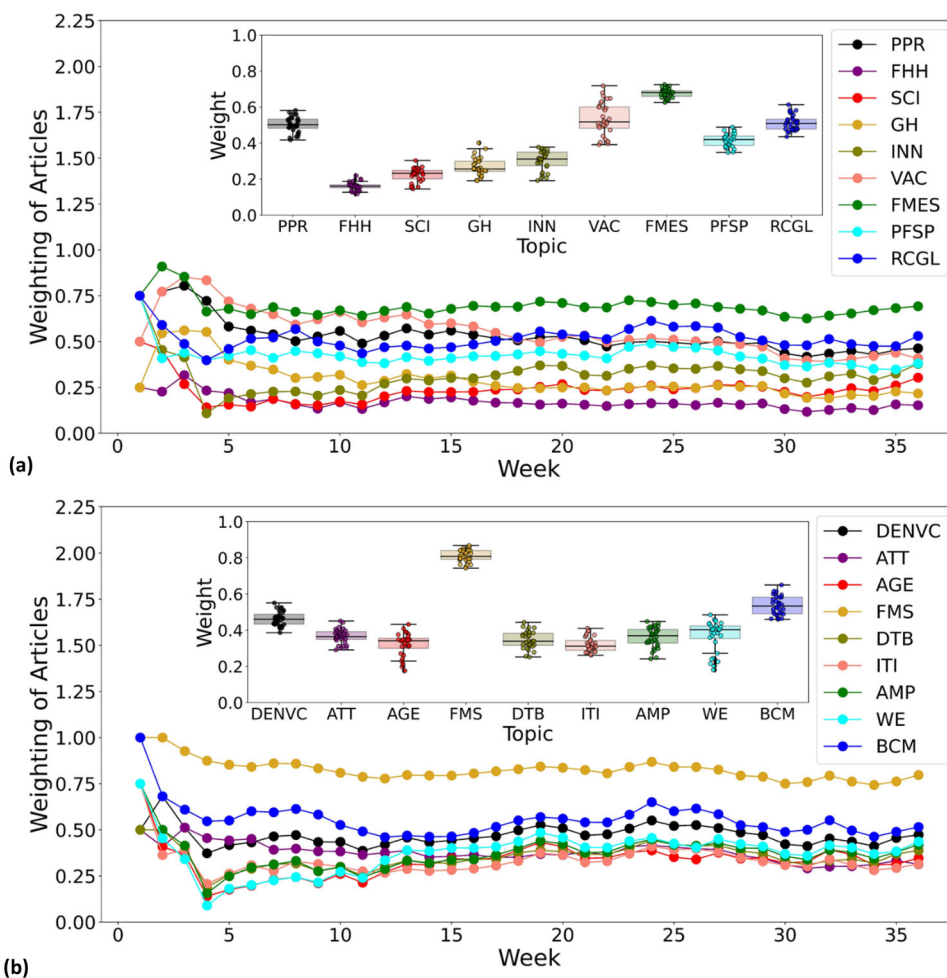 2.25
2.00
1.75
1.50
1.25
1.00
0.75
0.50
0.25
0.00
Weighting of Articles
0 5 10 15 20 25 30 35
Week
1.0
0.8
0.6
0.4
0.2
0.0
Weight
PPR FHH SCI GH INN VAC FMES PFSP RCGL
Topic
PPR
FHH
SCI
GH
INN
VAC
FMES
PFSP
RCGL
(a)
2.25
2.00
1.75
1.50
1.25
1.00
0.75
0.50
0.25
0.00
Weighting of Articles
0 5 10 15 20 25 30 35
Week
1.0
0.8
0.6
0.4
0.2
0.0
Weight
DENVC ATT AGE FMS DTB ITI AMP WE BCM
Topic
DENVC
ATT
AGE
FMS
DTB
ITI
AMP
WE
BCM
(b)